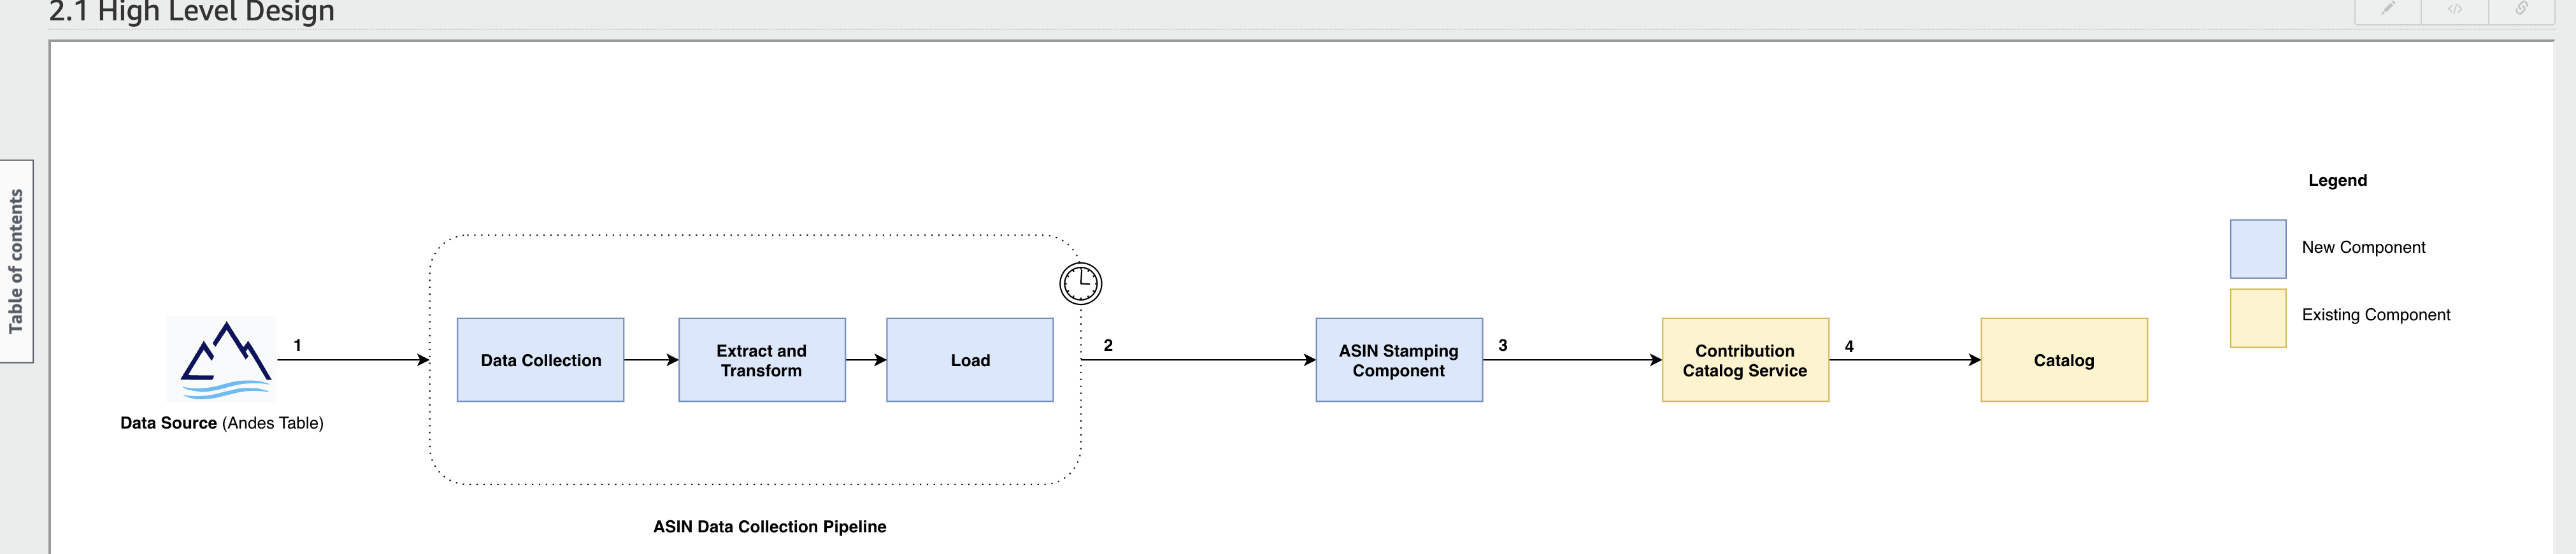 2.1 High Level Design
Table of contents
Legend
New Component
Existing Component
1
2
3
4
Data Collection
Extract and
Transform
Load
ASIN Stamping
Component
Contribution
Catalog Service
Catalog
Data Source (Andes Table)
ASIN Data Collection Pipeline